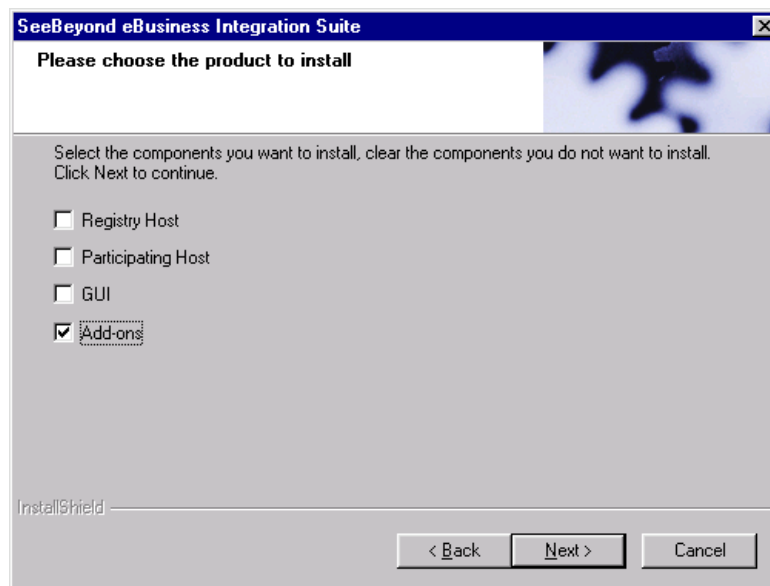 SeeBeyond eBusiness Integration Suite
Please choose the product to install
Select the components you want to install, clear the components you do not want to install.
Click Next to continue.
Registry Host
Participating Host
GUI
Add-ons
InstallShield
< Back
Next >
Cancel